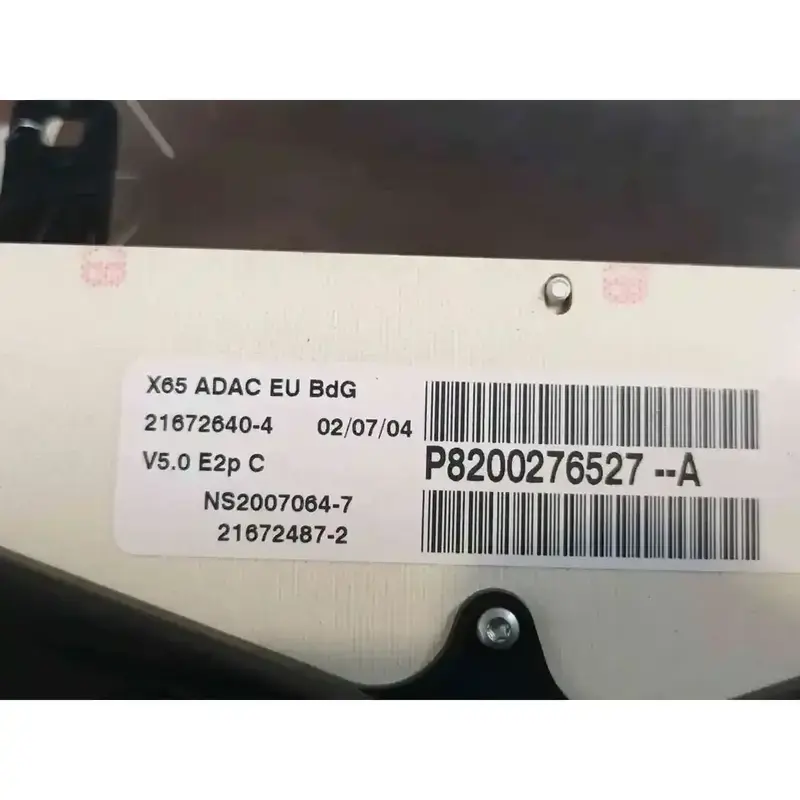 X65 ADAC EU BdG
21672640-4 02/07/04
V5.0 E2p C
NS2007064-7
21672487-2
P8200276527--A